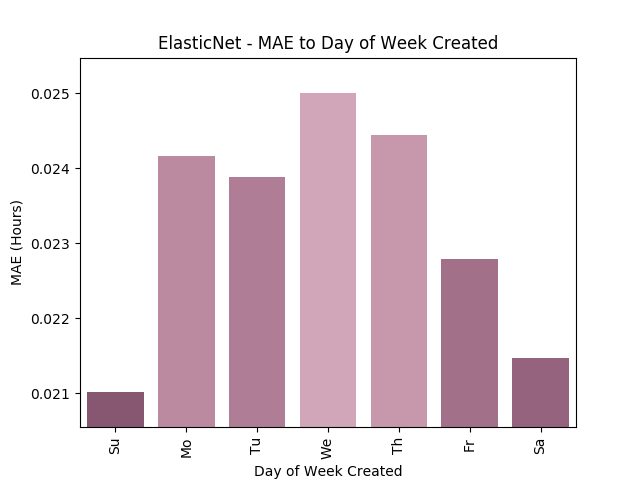 ElasticNet - MAE to Day of Week Created
MAE (Hours)
0.025
0.024
0.023
0.022
0.021
Su
Mo
Tu
We
Th
Fr
Sa
Day of Week Created